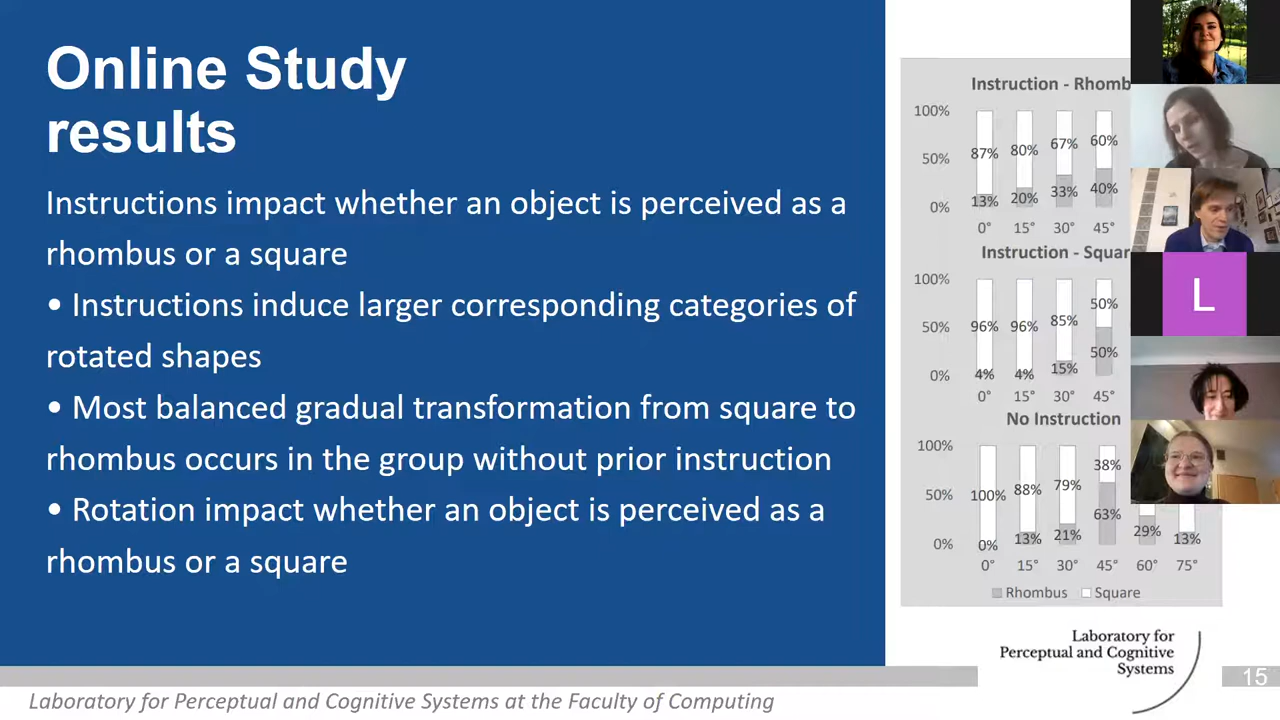 Online Study
results
Instructions impact whether an object is perceived as a
rhombus or a square
• Instructions induce larger corresponding categories of
rotated shapes
• Most balanced gradual transformation from square to
rhombus occurs in the group without prior instruction
• Rotation impact whether an object is perceived as a
rhombus or a square
Instruction - Rhomb
100%
50%
0%
87% 80% 67% 60%
13% 20% 33% 40%
0° 15° 30° 45°
Instruction - Squar
100%
50%
0%
96% 96% 85% 50%
4% 4% 15% 50%
0° 15° 30° 45°
No Instruction
100%
50%
0%
100% 88% 79% 38%
0% 13% 21% 63% 29% 13%
0° 15° 30° 45° 60° 75°
Rhombus Square
L
Laboratory for
Perceptual and Cognitive
Systems
15
Laboratory for Perceptual and Cognitive Systems at the Faculty of Computing